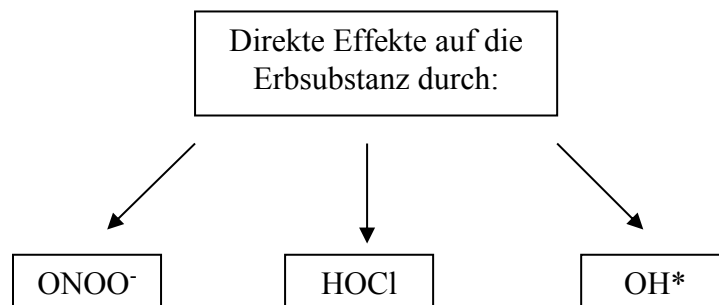 Direkte Effekte auf die
Erbsubstanz durch:
ONOO⁻
HOCl
OH*